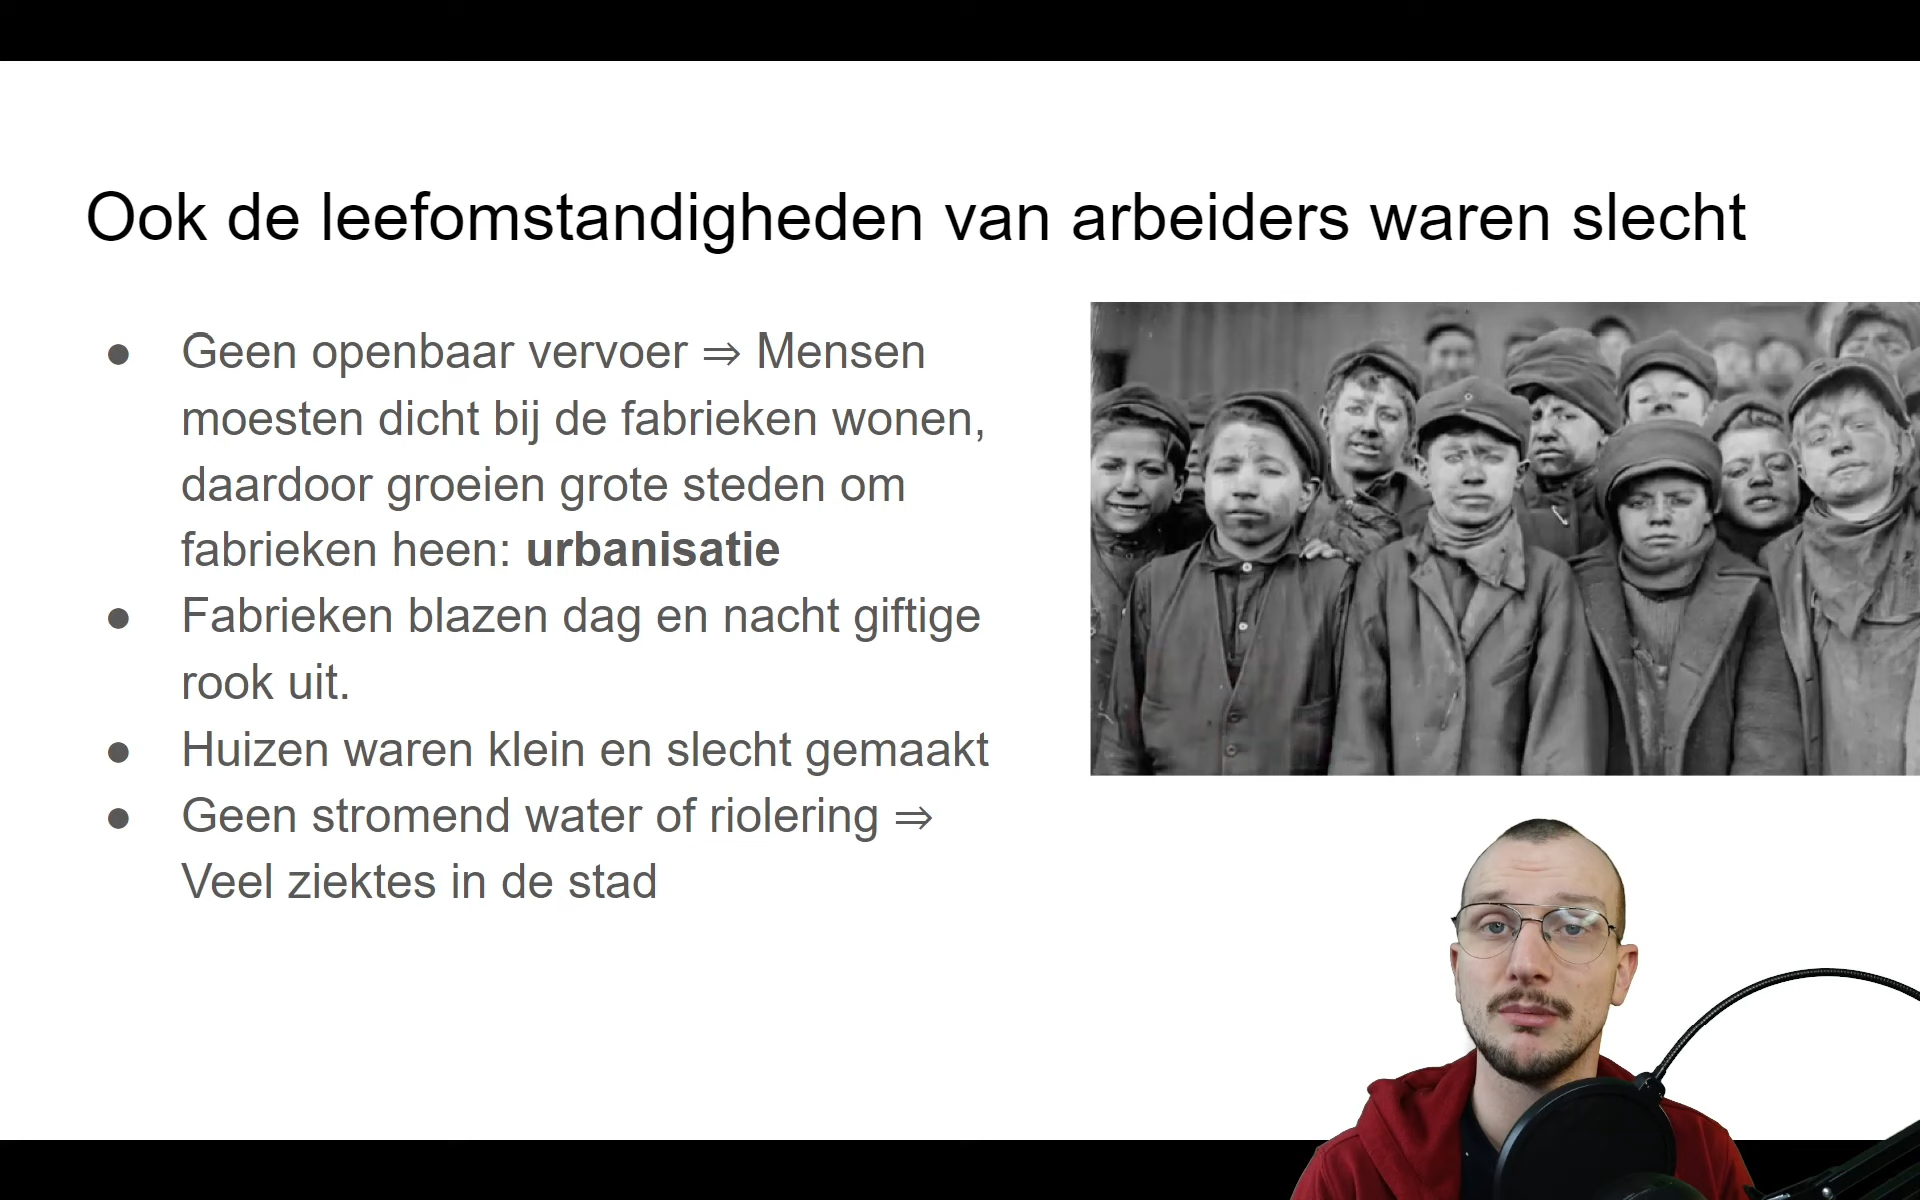 Ook de leefomstandigheden van arbeiders waren slecht
● Geen openbaar vervoer ⇒ Mensen
moesten dicht bij de fabrieken wonen,
daardoor groeien grote steden om
fabrieken heen: urbanisatie
● Fabrieken blazen dag en nacht giftige
rook uit.
● Huizen waren klein en slecht gemaakt
● Geen stromend water of riolering ⇒
Veel ziektes in de stad